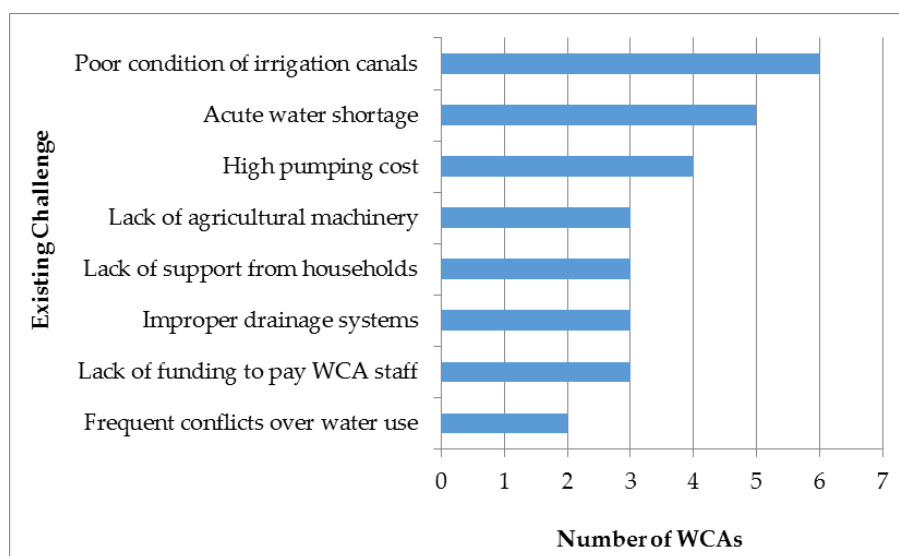 Poor condition of irrigation canals
Acute water shortage
High pumping cost
Lack of agricultural machinery
Lack of support from households
Improper drainage systems
Lack of funding to pay WCA staff
Frequent conflicts over water use
Existing Challenge
0 1 2 3 4 5 6 7
Number of WCAs